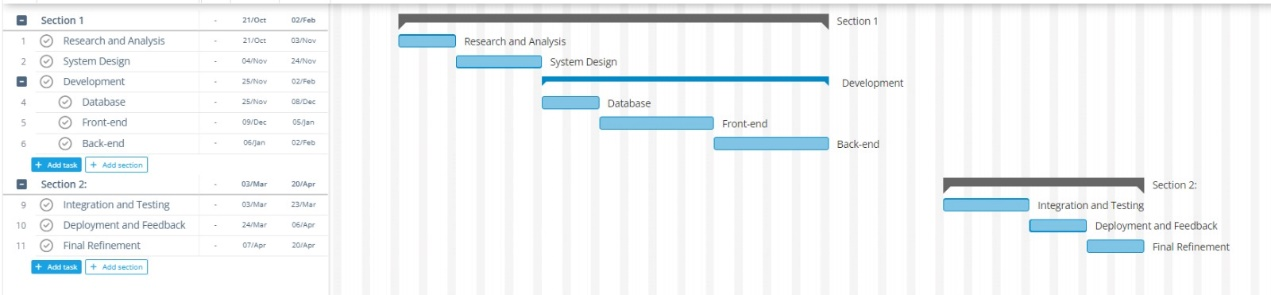 Section 1 - 21/Oct 02/Feb Section 1
1 Research and Analysis - 21/Oct 03/Nov Research and Analysis
2 System Design - 04/Nov 24/Nov System Design
Development - 25/Nov 02/Feb Development
4 Database - 25/Nov 08/Dec Database
5 Front-end - 09/Dec 05/Jan Front-end
6 Back-end - 06/Jan 02/Feb Back-end
+ Add task + Add section
Section 2: - 03/Mar 20/Apr Section 2:
9 Integration and Testing - 03/Mar 23/Mar Integration and Testing
10 Deployment and Feedback - 24/Mar 06/Apr Deployment and Feedback
11 Final Refinement - 07/Apr 20/Apr Final Refinement
+ Add task + Add section